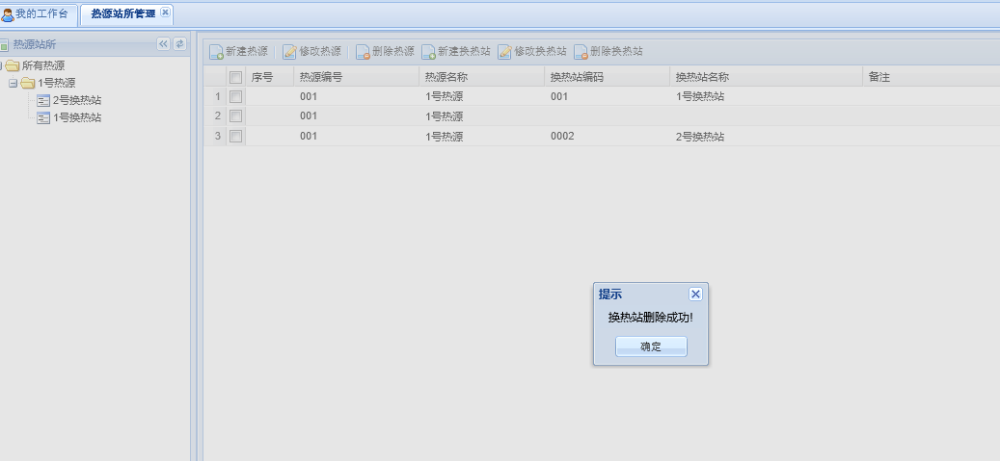 我的工作台 热源站所管理
热源站所
新建热源 修改热源 删除热源 新建换热站 修改换热站 删除换热站
所有热源
1号热源
2号换热站
1号换热站
序号 热源编号 热源名称 换热站编码 换热站名称 备注
1 001 1号热源 001 1号换热站
2 001 1号热源
3 001 1号热源 0002 2号换热站
提示
换热站删除成功!
确定